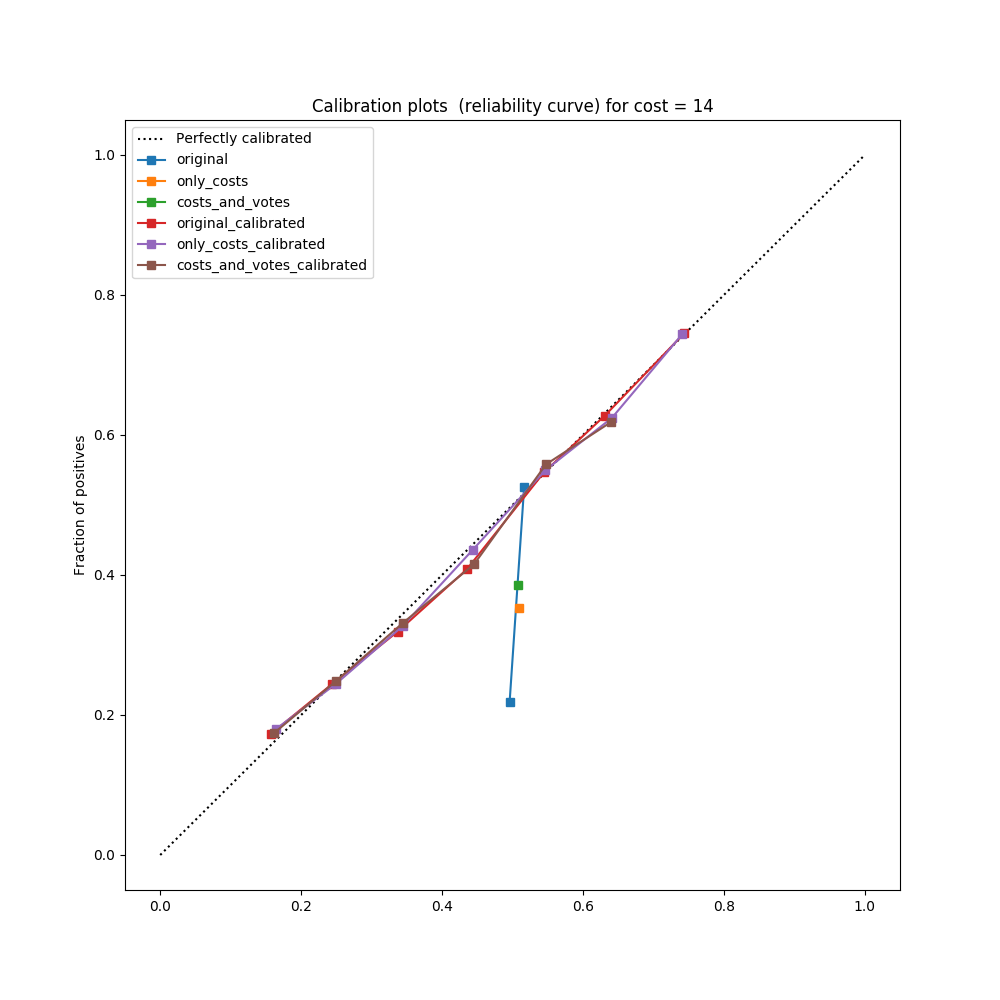 Calibration plots  (reliability curve) for cost = 14
Perfectly calibrated
original
only_costs
costs_and_votes
original_calibrated
only_costs_calibrated
costs_and_votes_calibrated
Fraction of positives
1.0
0.8
0.6
0.4
0.2
0.0
0.0 0.2 0.4 0.6 0.8 1.0